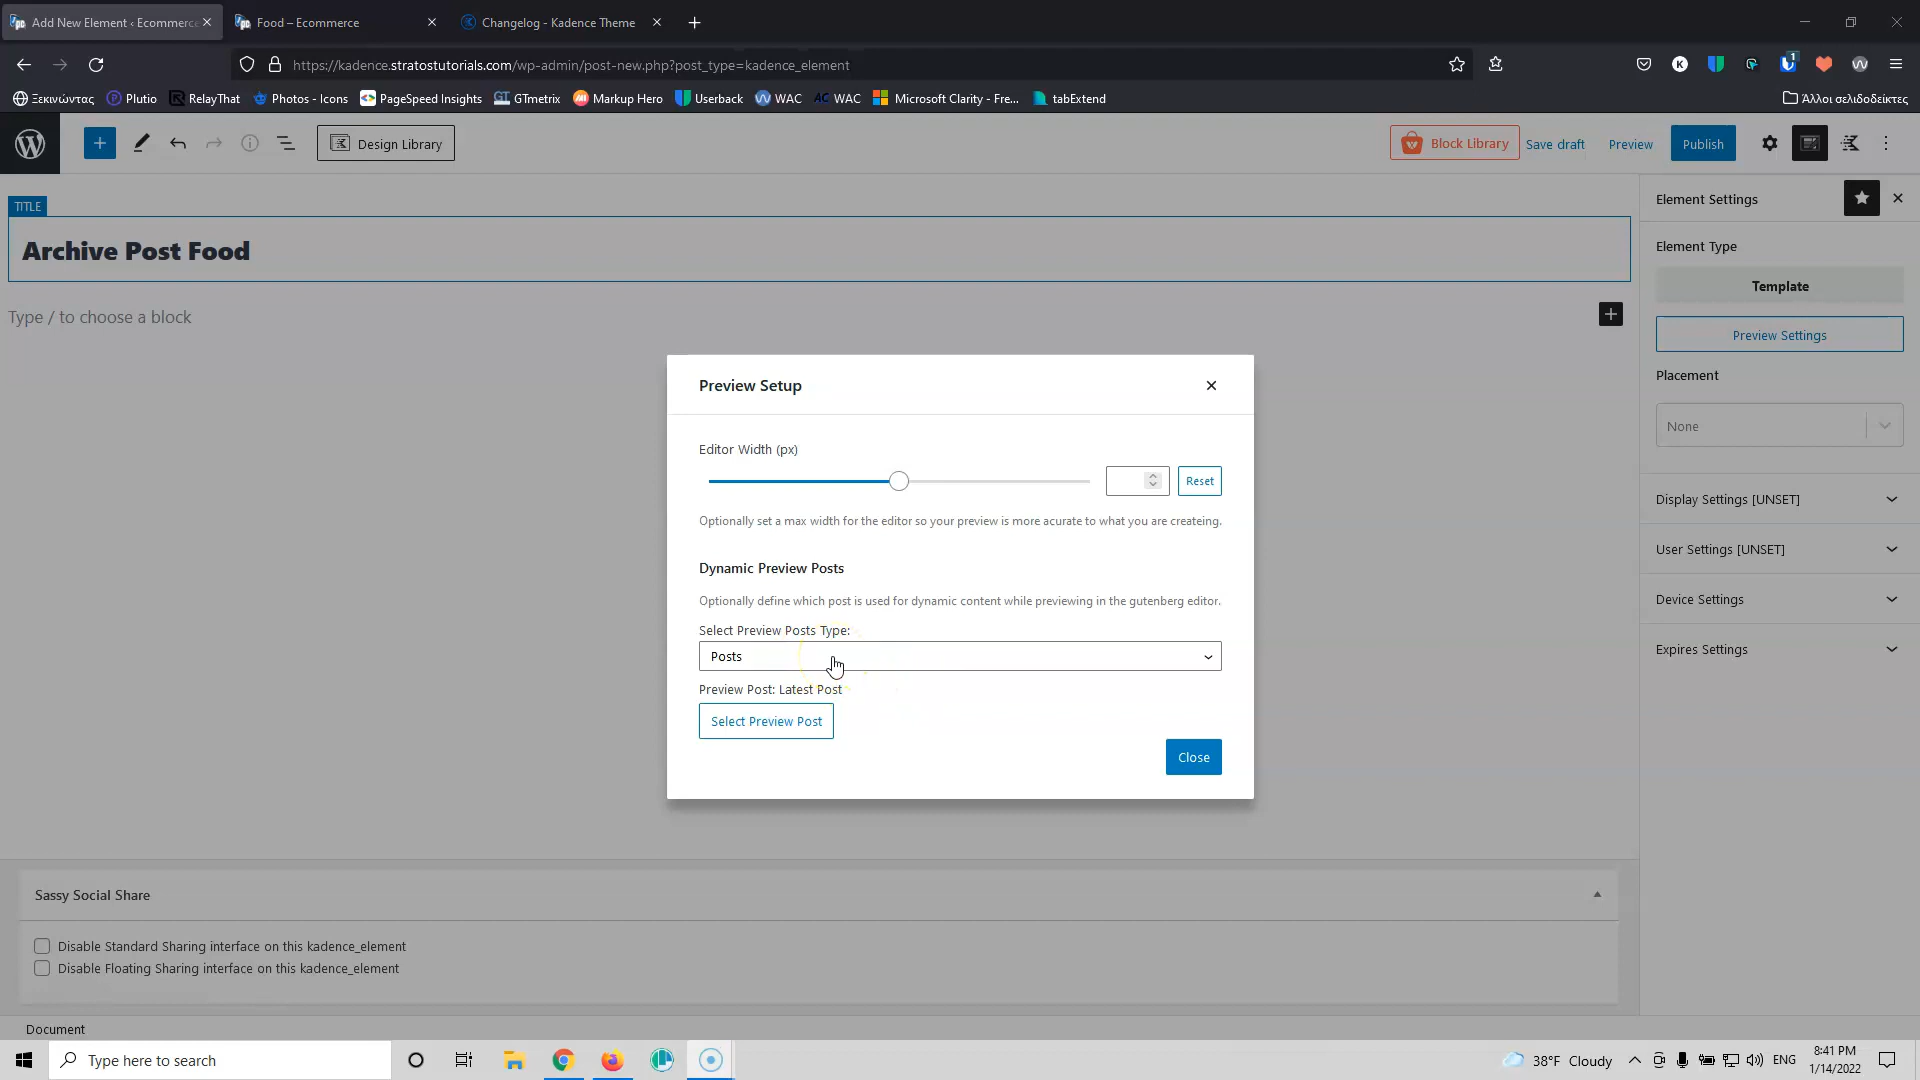 Add New Element ‹ Ecommerce
Food – Ecommerce
Changelog - Kadence Theme
https://kadence.stratostutorials.com/wp-admin/post-new.php?post_type=kadence_element
1
Ξεκινώντας
Plutio
RelayThat
Photos - Icons
PageSpeed Insights
GTmetrix
Markup Hero
Userback
WAC
WAC
Microsoft Clarity - Fre...
tabExtend
Άλλοι σελιδοδείκτες
Design Library
Block Library
Save draft
Preview
Publish
TITLE
Archive Post Food
Type / to choose a block
Element Settings
Element Type
Template
Preview Settings
Placement
None
Display Settings [UNSET]
User Settings [UNSET]
Device Settings
Expires Settings
Preview Setup
Editor Width (px)
Reset
Optionally set a max width for the editor so your preview is more acurate to what you are createing.
Dynamic Preview Posts
Optionally define which post is used for dynamic content while previewing in the gutenberg editor.
Select Preview Posts Type:
Posts
Preview Post: Latest Post
Select Preview Post
Close
Sassy Social Share
Disable Standard Sharing interface on this kadence_element
Disable Floating Sharing interface on this kadence_element
Document
Type here to search
38°F Cloudy
ENG
8:41 PM
1/14/2022